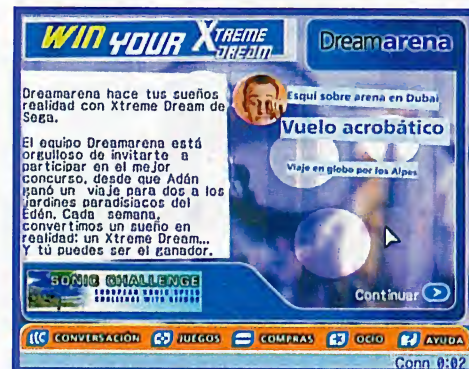 WIN YOUR XTREME DREAM
Dreamarena
Dreamarena hace tus sueños
realidad con Xtreme Dream de
Sega.
El equipo Dreamarena está
orgulloso de invitarte a
participar en el mejor
concurso, desde que Adán
ganó un viaje para dos a los
jardines paradisíacos del
Edén. Cada semana,
convertimos un sueño en
realidad: un Xtreme Dream...
Y tú puedes ser el ganador.
Esquí sobre arena en Dubai
Vuelo acrobático
Viaje en globo por los Alpes
SONIC CHALLENGE
Continuar
CONVERSACIÓN
JUEGOS
COMPRAS
OCIO
AYUDA
Conn 0:02